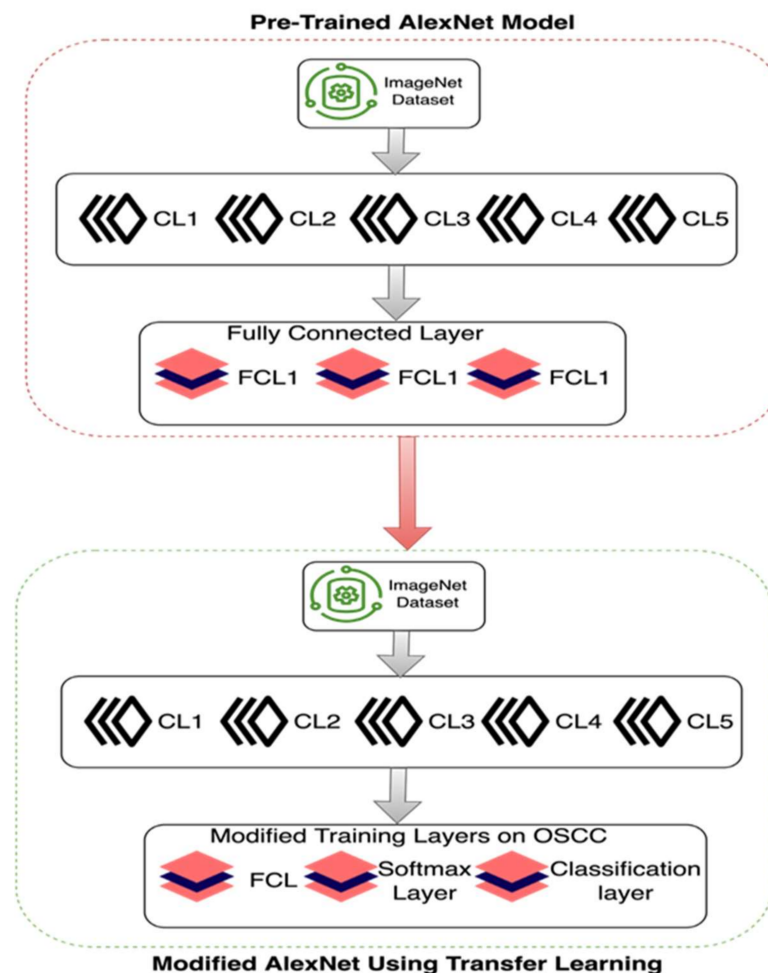 Pre-Trained AlexNet Model
ImageNet
Dataset
CL1 CL2 CL3 CL4 CL5
Fully Connected Layer
FCL1 FCL1 FCL1
ImageNet
Dataset
CL1 CL2 CL3 CL4 CL5
Modified Training Layers on OSCC
FCL Softmax Layer Classification layer
Modified AlexNet Using Transfer Learning